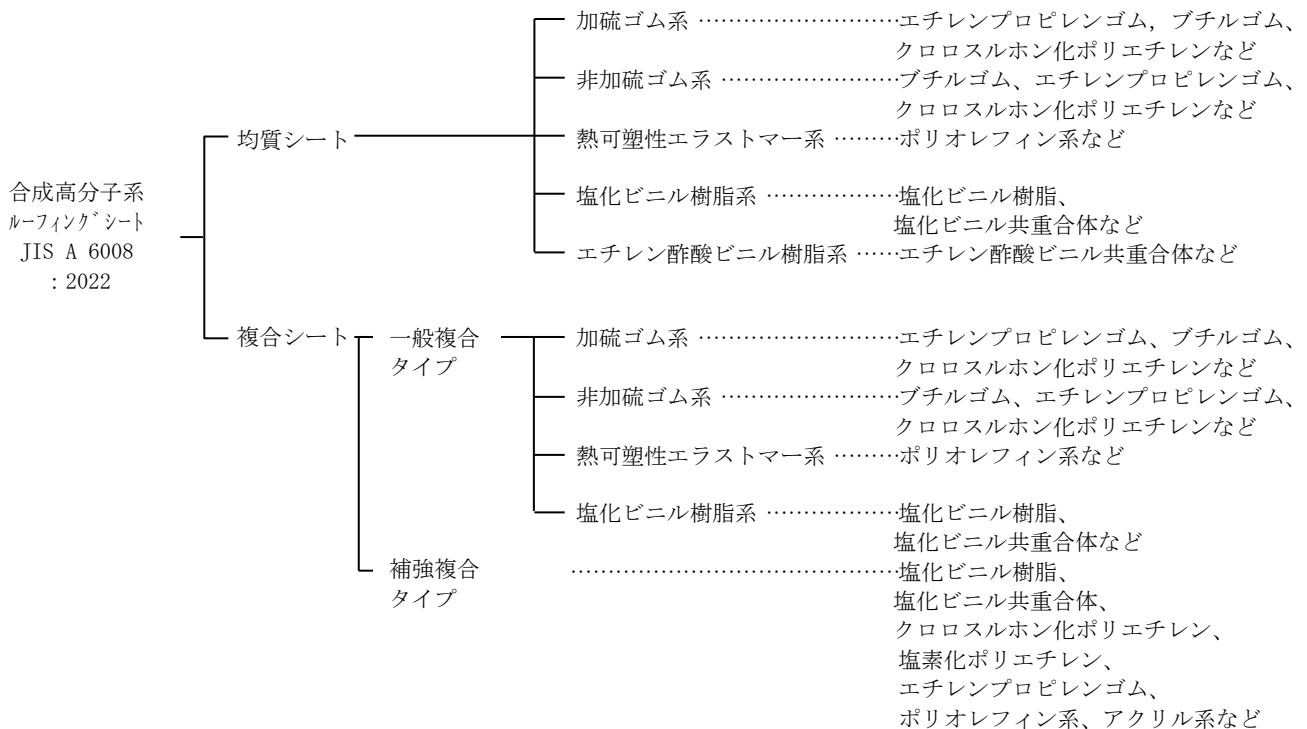 合成高分子系
ﾙｰﾌｨﾝｸﾞｼｰﾄ
JIS A 6008
：2022
均質シート
加硫ゴム系 ……………………… エチレンプロピレンゴム，ブチルゴム、
クロロスルホン化ポリエチレンなど
非加硫ゴム系 ……………………… ブチルゴム、エチレンプロピレンゴム、
クロロスルホン化ポリエチレンなど
熱可塑性エラストマー系 ……… ポリオレフィン系など
塩化ビニル樹脂系 ……………… 塩化ビニル樹脂、
塩化ビニル共重合体など
エチレン酢酸ビニル樹脂系 …… エチレン酢酸ビニル共重合体など
複合シート
一般複合
タイプ
加硫ゴム系 ……………………… エチレンプロピレンゴム、ブチルゴム、
クロロスルホン化ポリエチレンなど
非加硫ゴム系 ……………………… ブチルゴム、エチレンプロピレンゴム、
クロロスルホン化ポリエチレンなど
熱可塑性エラストマー系 ……… ポリオレフィン系など
塩化ビニル樹脂系 ……………… 塩化ビニル樹脂、
塩化ビニル共重合体など
補強複合
タイプ
……………………………………… 塩化ビニル樹脂、
塩化ビニル共重合体、
クロロスルホン化ポリエチレン、
塩素化ポリエチレン、
エチレンプロピレンゴム、
ポリオレフィン系、アクリル系など